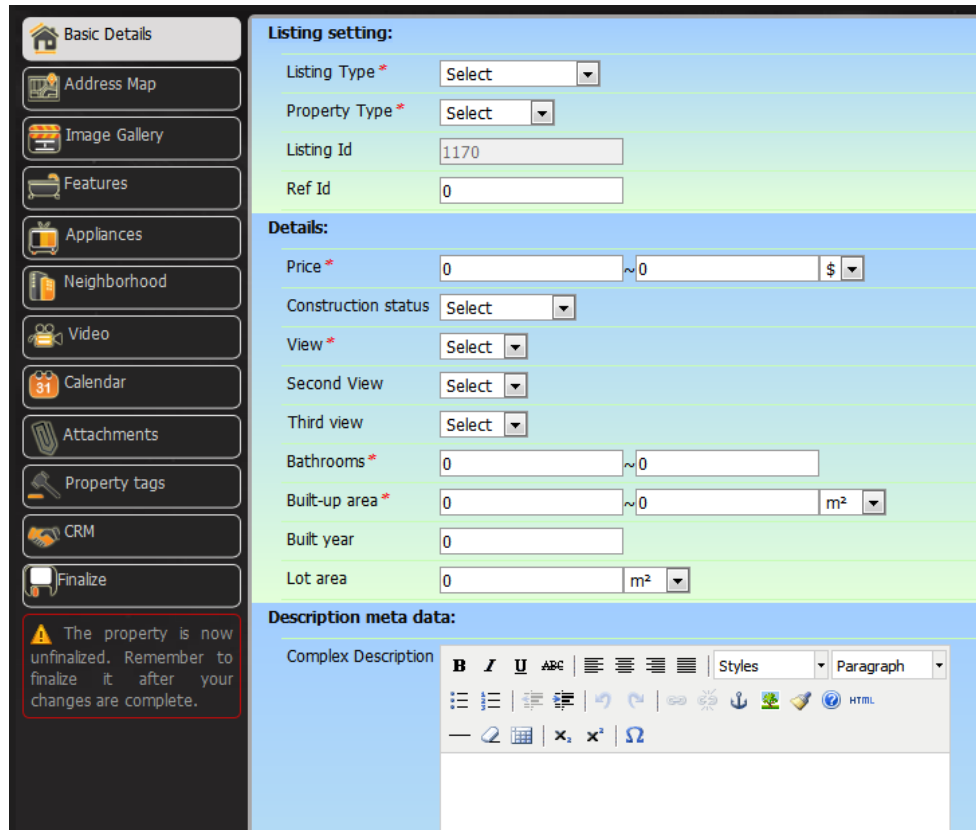 Basic Details
Address Map
Image Gallery
Features
Appliances
Neighborhood
Video
31 Calendar
Attachments
Property tags
CRM
Finalize
The property is now
unfinalized. Remember to
finalize it after your
changes are complete.
Listing setting:
Listing Type* Select
Property Type* Select
Listing Id 1170
Ref Id 0
Details:
Price* 0 ~ 0 $
Construction status Select
View* Select
Second View Select
Third view Select
Bathrooms* 0 ~ 0
Built-up area* 0 ~ 0 m²
Built year 0
Lot area 0 m²
Description meta data:
Complex Description B I U ABC Styles Paragraph
HTML
x₂ x² Ω